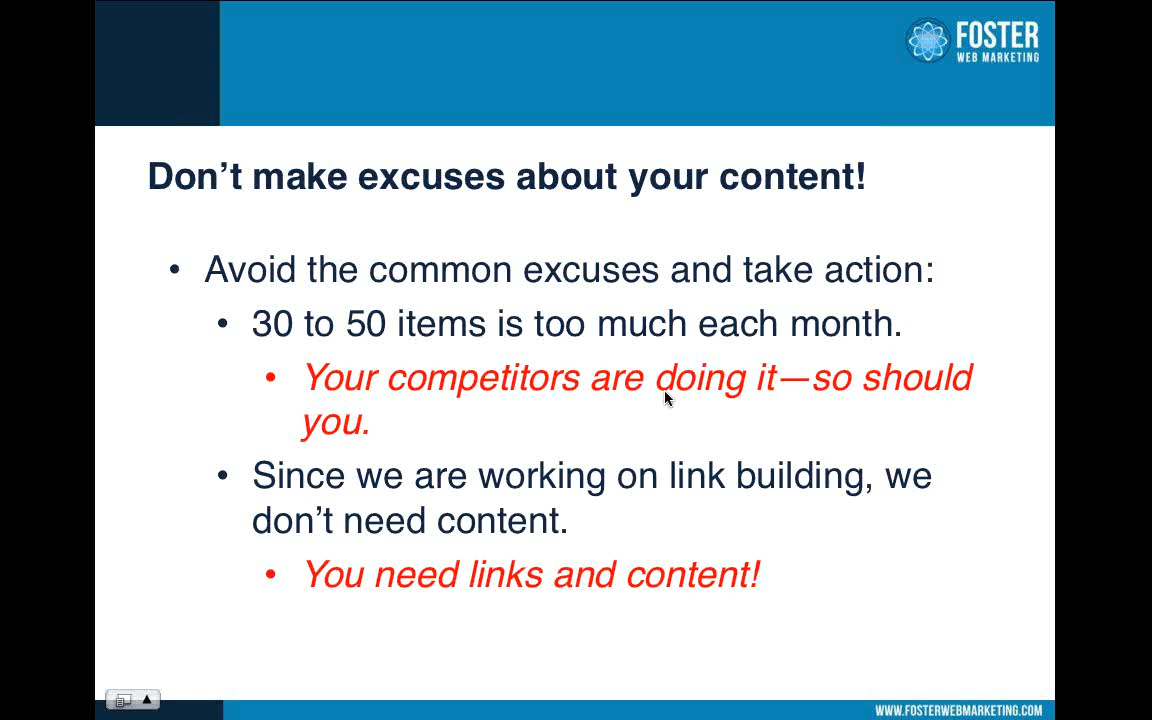 FOSTER
WEB MARKETING
Don’t make excuses about your content!
• Avoid the common excuses and take action:
• 30 to 50 items is too much each month.
• Your competitors are doing it—so should
you.
• Since we are working on link building, we
don’t need content.
• You need links and content!
WWW.FOSTERWEBMARKETING.COM